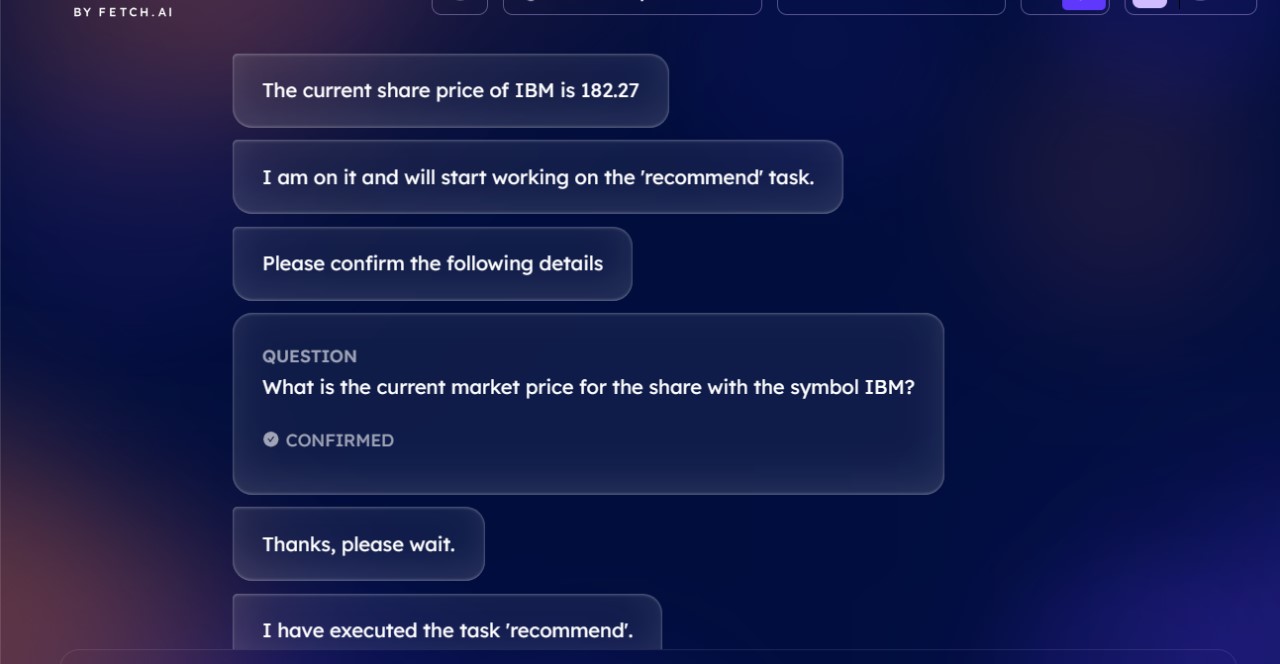 BY FETCH.AI
The current share price of IBM is 182.27
I am on it and will start working on the 'recommend' task.
Please confirm the following details
QUESTION
What is the current market price for the share with the symbol IBM?
CONFIRMED
Thanks, please wait.
I have executed the task 'recommend'.